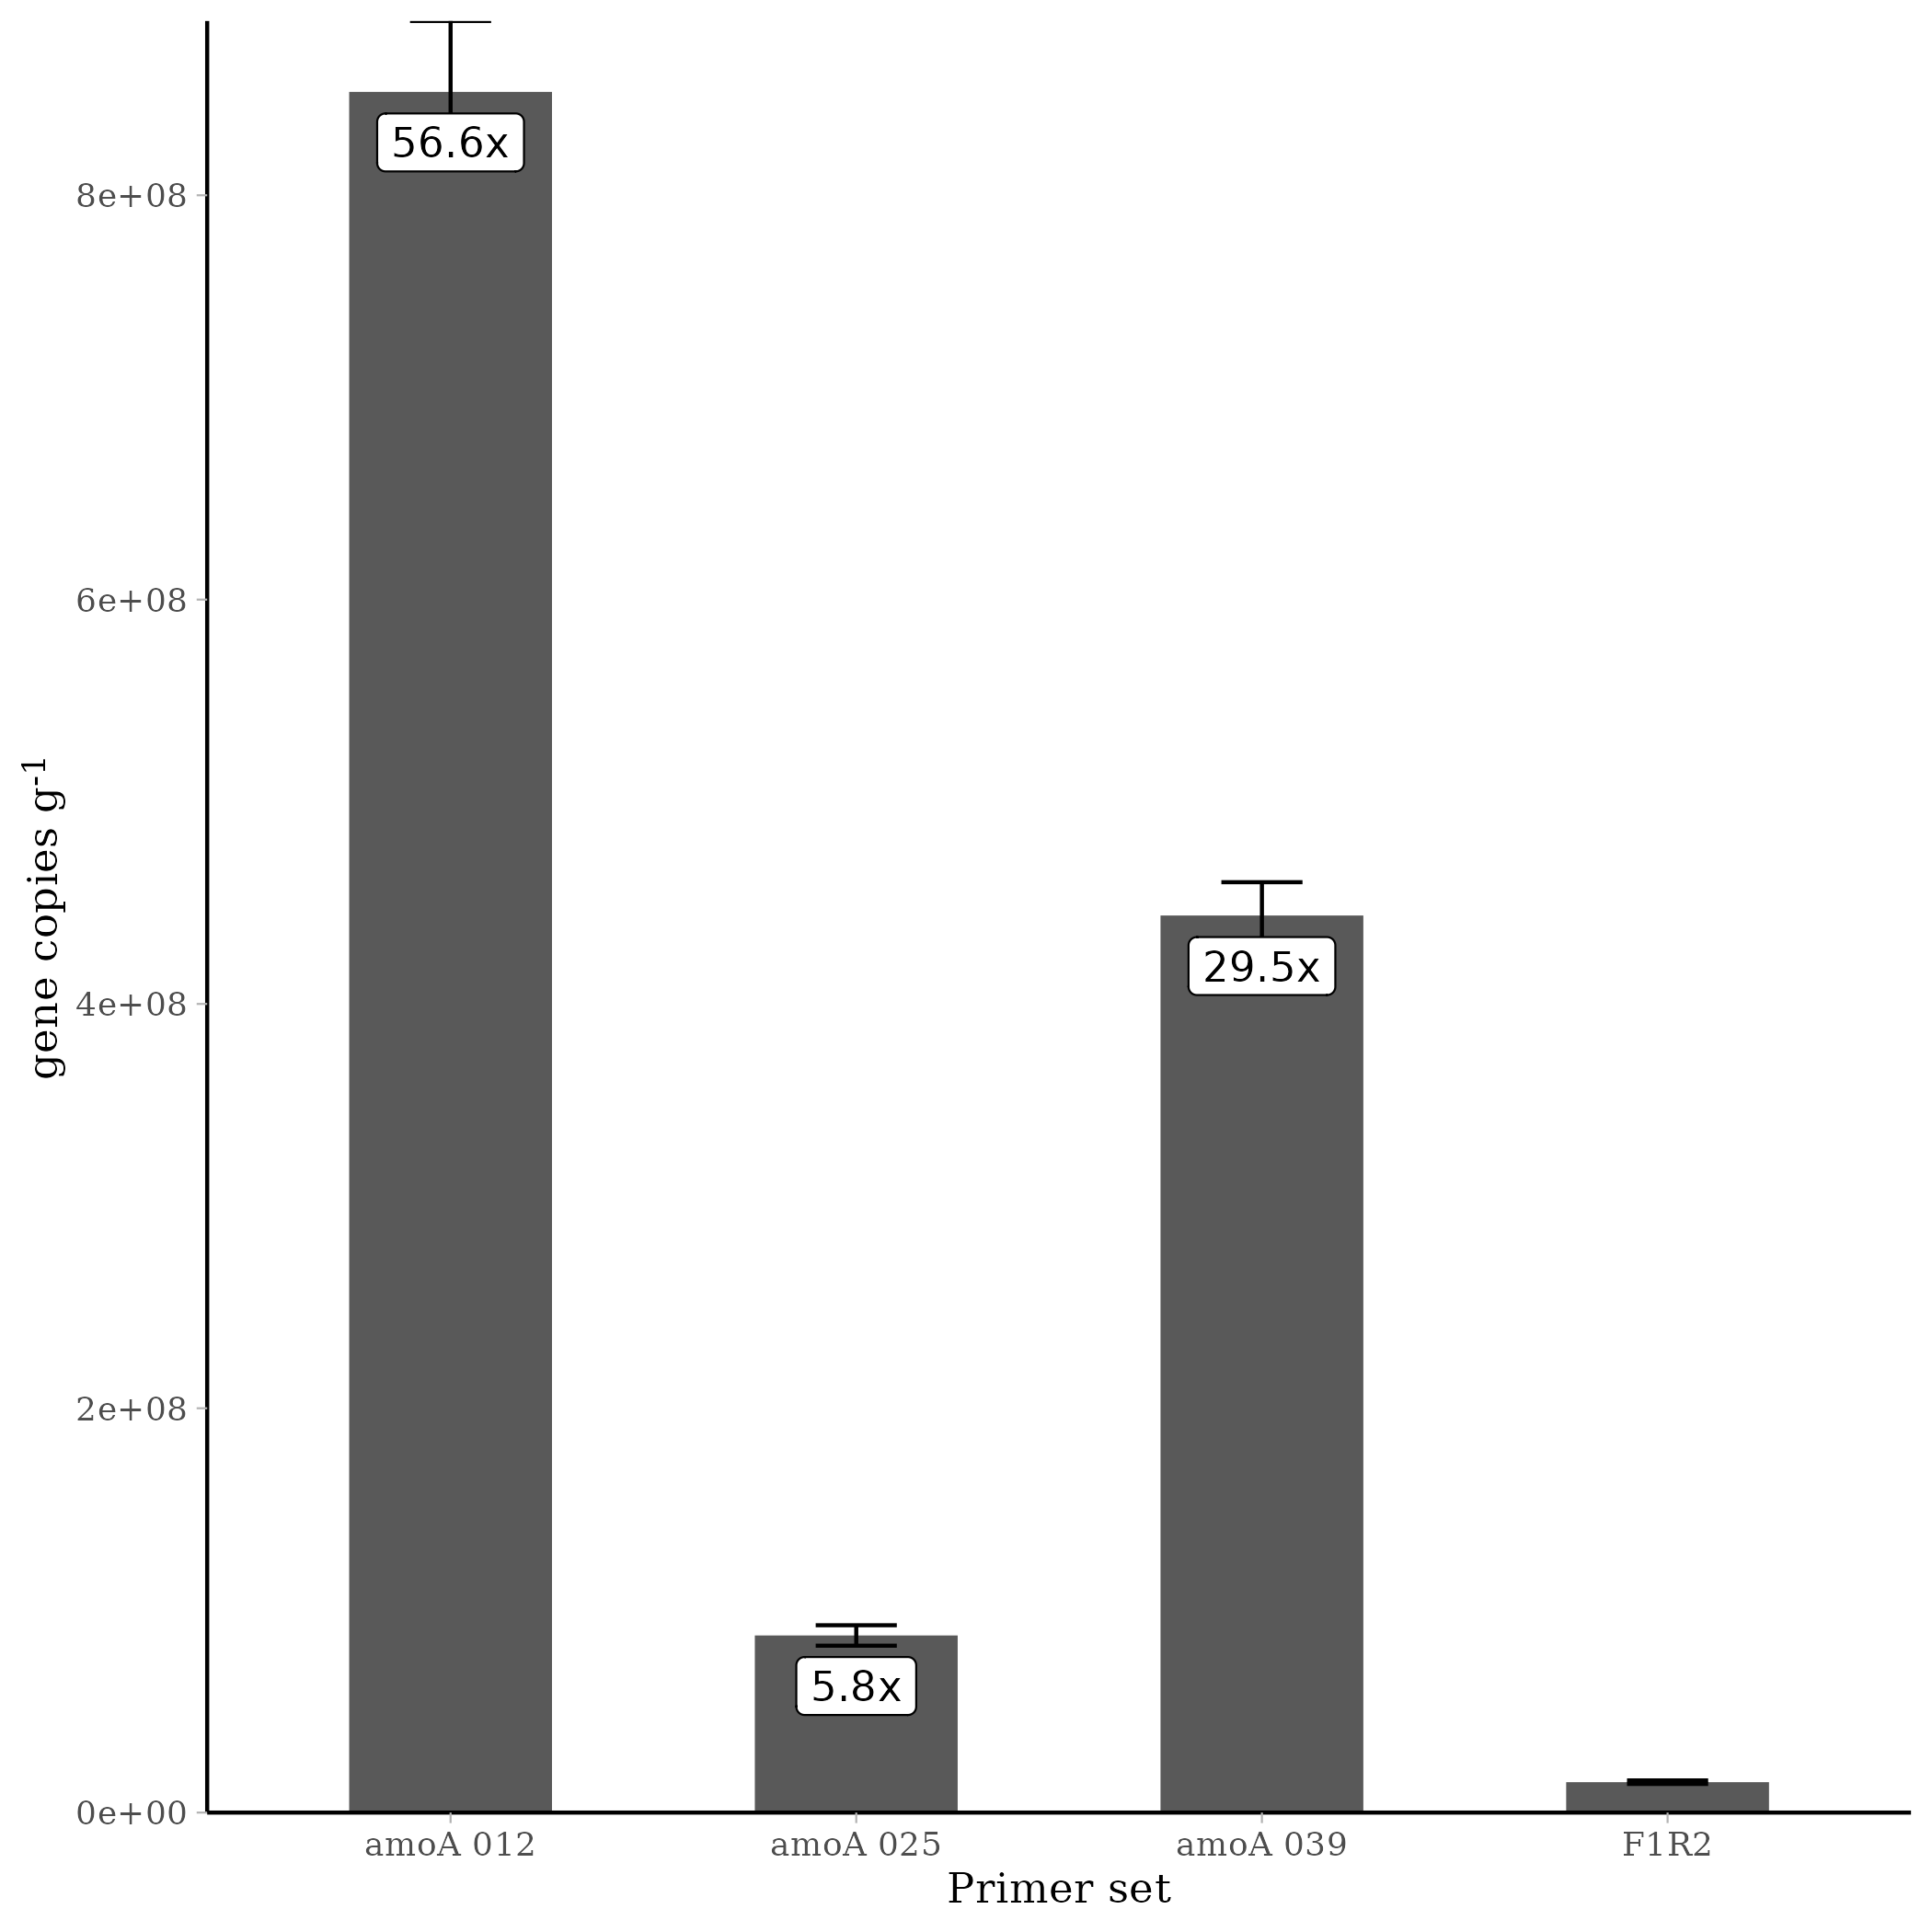 56.6x
8e+08
6e+08
gene copies g-1
29.5x
4e+08
2e+08
5.8x
0e+00
amoA 012 amoA 025 amoA 039 F1R2
Primer set